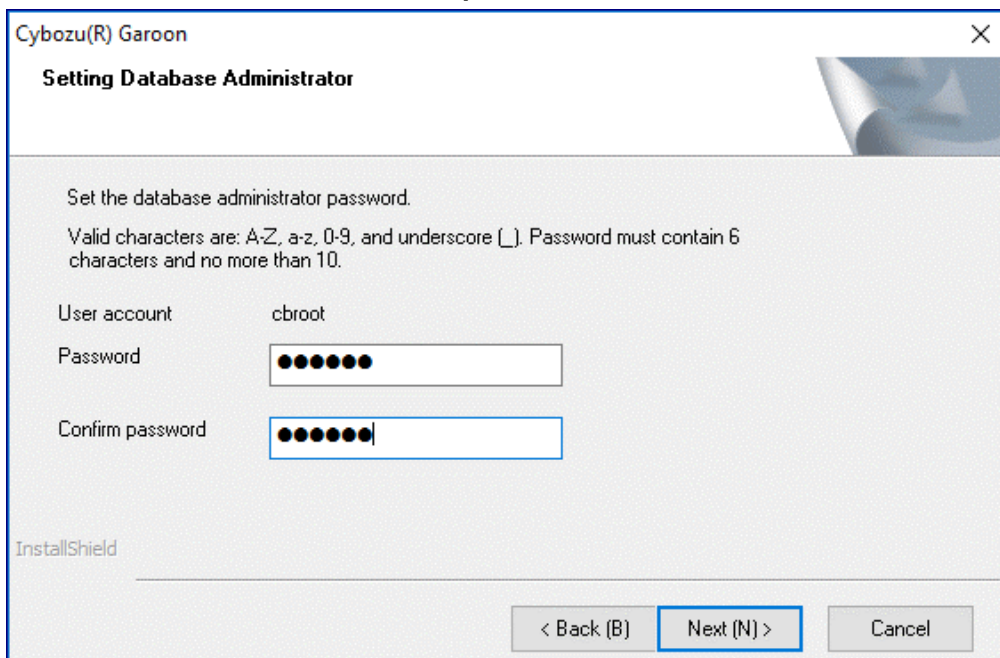 Cybozu(R) Garoon
Setting Database Administrator
Set the database administrator password.
Valid characters are: A-Z, a-z, 0-9, and underscore (_). Password must contain 6
characters and no more than 10.
User account cbroot
Password ●●●●●●
Confirm password ●●●●●●
InstallShield
< Back (B) Next (N) > Cancel